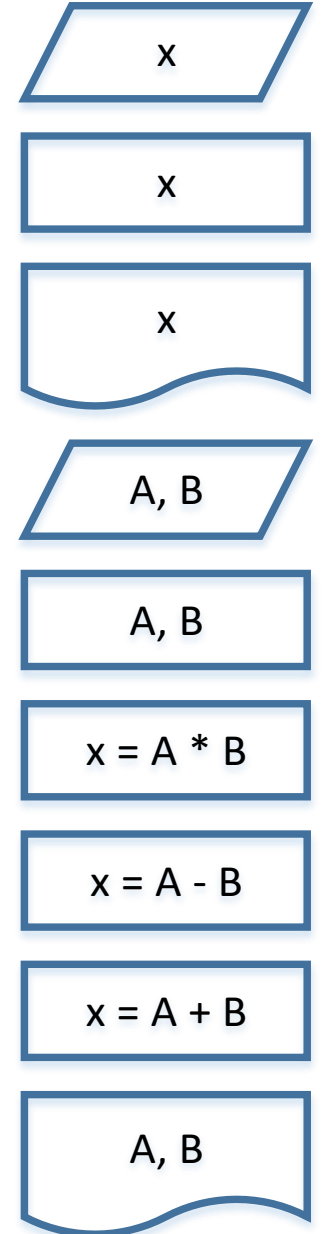 x
x
x
A, B
A, B
x = A * B
x = A - B
x = A + B
A, B